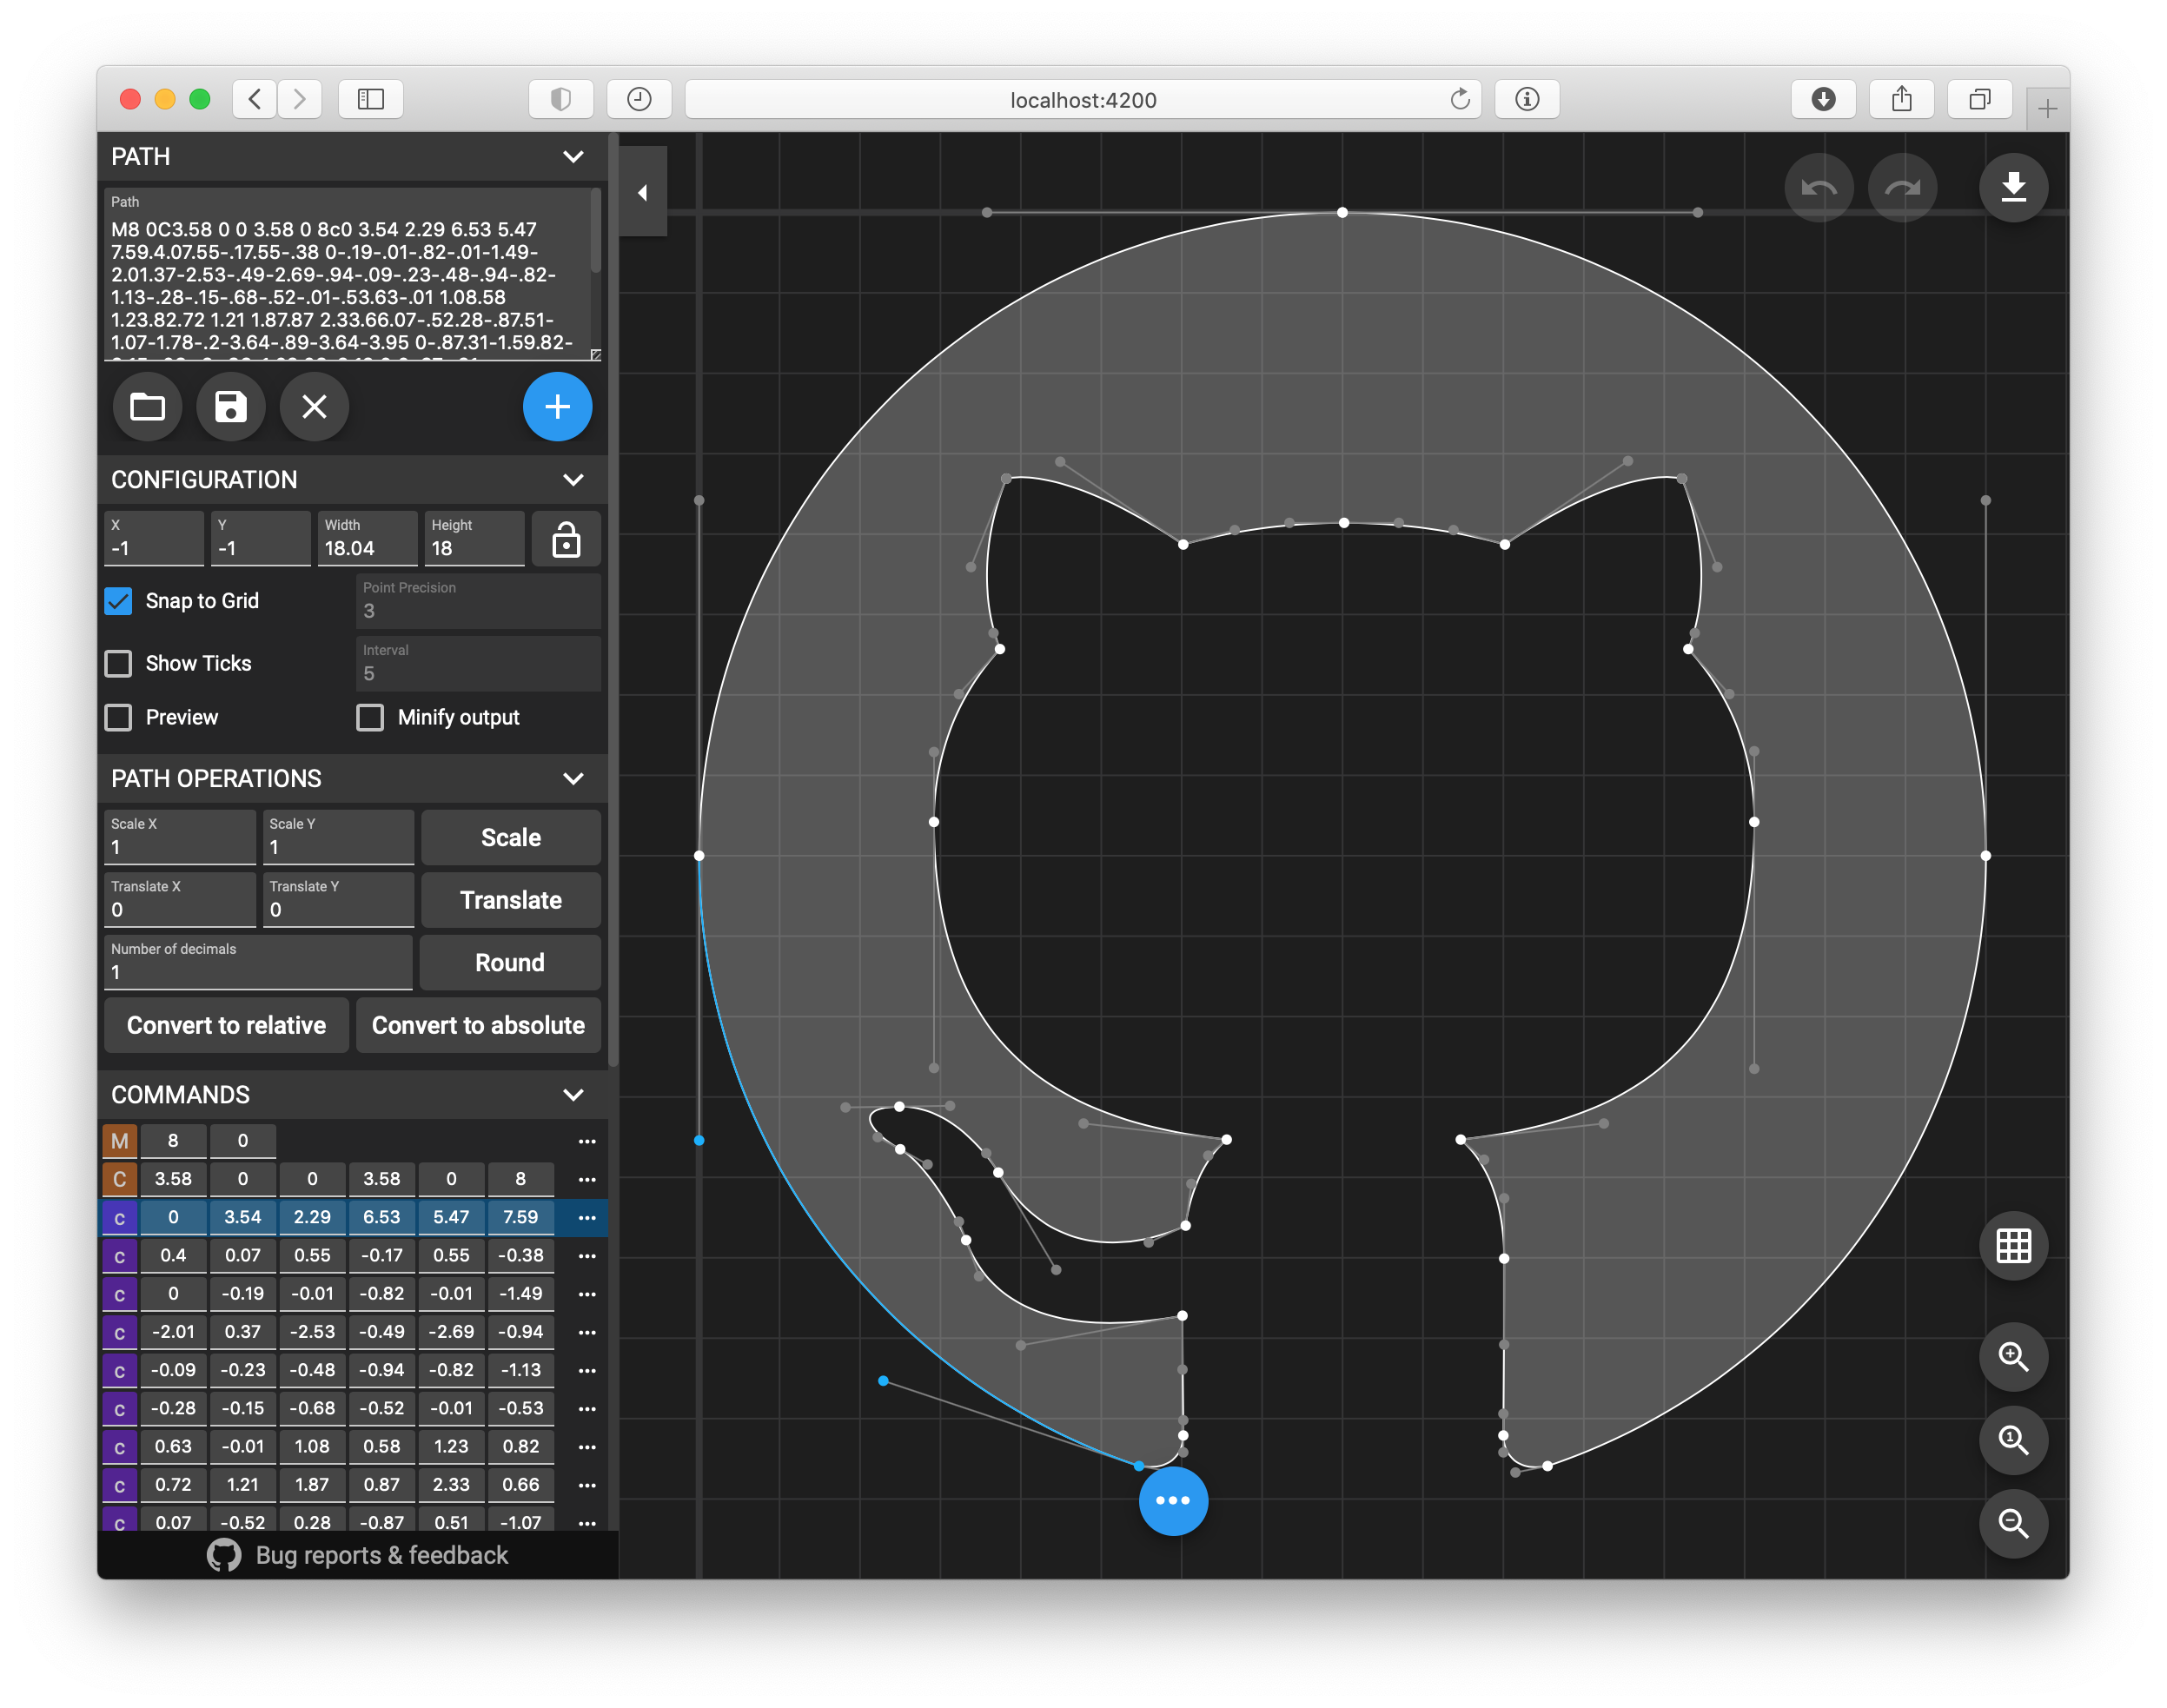 localhost:4200
PATH
Path
M8 0C3.58 0 0 3.58 0 8c0 3.54 2.29 6.53 5.47
7.59.4.07.55-.17.55-.38 0-.19-.01-.82-.01-1.49-
2.01.37-2.53-.49-2.69-.94-.09-.23-.48-.94-.82-
1.13-.28-.15-.68-.52-.01-.53.63-.01 1.08.58
1.23.82.72 1.21 1.87.87 2.33.66.07-.52.28-.87.51-
1.07-1.78-.2-3.64-.89-3.64-3.95 0-.87.31-1.59.82-
CONFIGURATION
X Y Width Height
-1 -1 18.04 18
Snap to Grid
Point Precision
3
Show Ticks
Interval
5
Preview Minify output
PATH OPERATIONS
Scale X Scale Y
1 1 Scale
Translate X Translate Y
0 0 Translate
Number of decimals
1 Round
Convert to relative Convert to absolute
COMMANDS
M 8 0 •••
C 3.58 0 0 3.58 0 8 •••
c 0 3.54 2.29 6.53 5.47 7.59 •••
c 0.4 0.07 0.55 -0.17 0.55 -0.38 •••
c 0 -0.19 -0.01 -0.82 -0.01 -1.49 •••
c -2.01 0.37 -2.53 -0.49 -2.69 -0.94 •••
c -0.09 -0.23 -0.48 -0.94 -0.82 -1.13 •••
c -0.28 -0.15 -0.68 -0.52 -0.01 -0.53 •••
c 0.63 -0.01 1.08 0.58 1.23 0.82 •••
c 0.72 1.21 1.87 0.87 2.33 0.66 •••
c 0.07 -0.52 0.28 -0.87 0.51 -1.07 •••
Bug reports & feedback